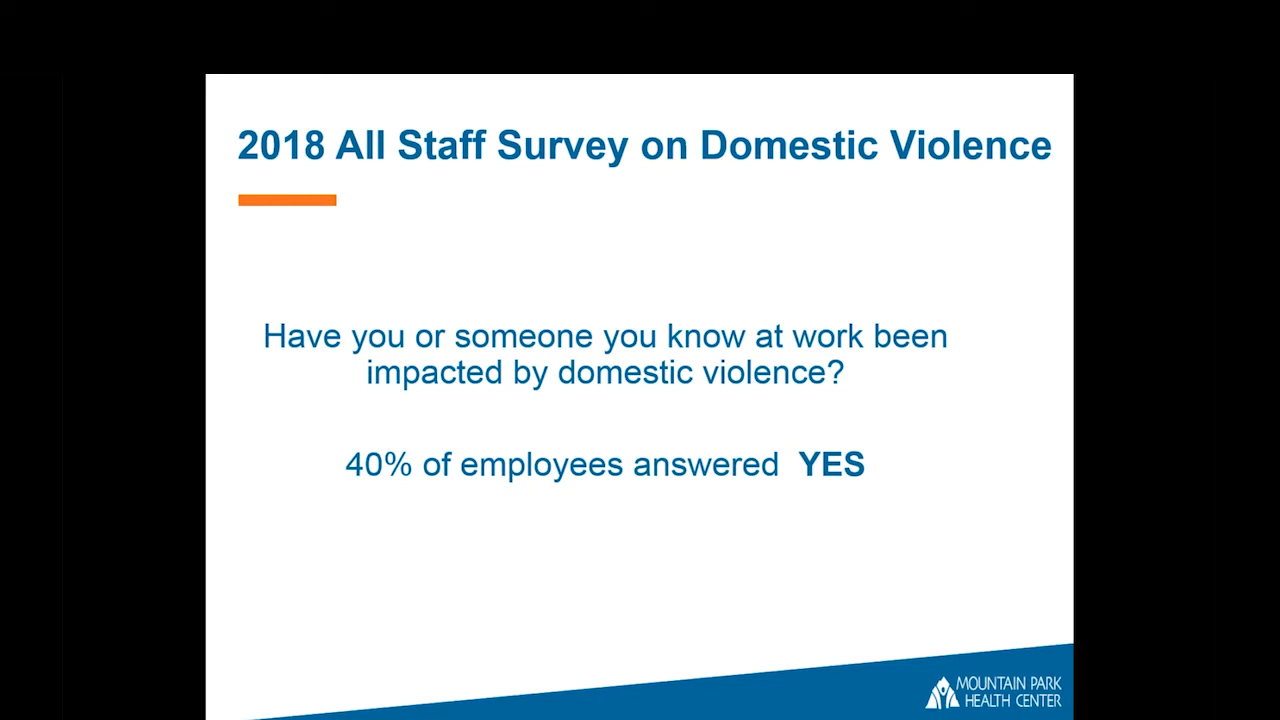 2018 All Staff Survey on Domestic Violence
Have you or someone you know at work been
impacted by domestic violence?
40% of employees answered YES
MOUNTAIN PARK
HEALTH CENTER